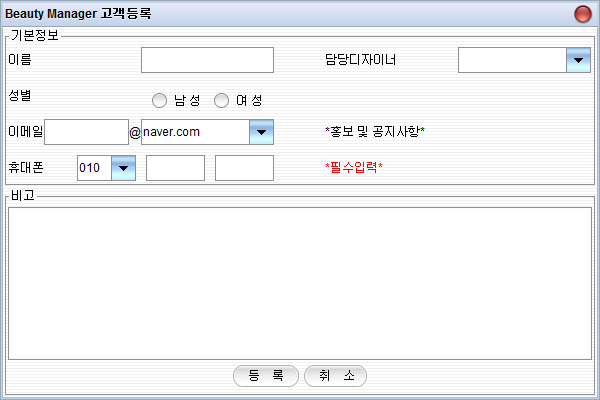 Beauty Manager 고객등록
기본정보
이름 담당디자이너
성별 남 성 여 성
이메일 @ naver.com *홍보 및 공지사항*
휴대폰 010 *필수입력*
비고
등 록 취 소